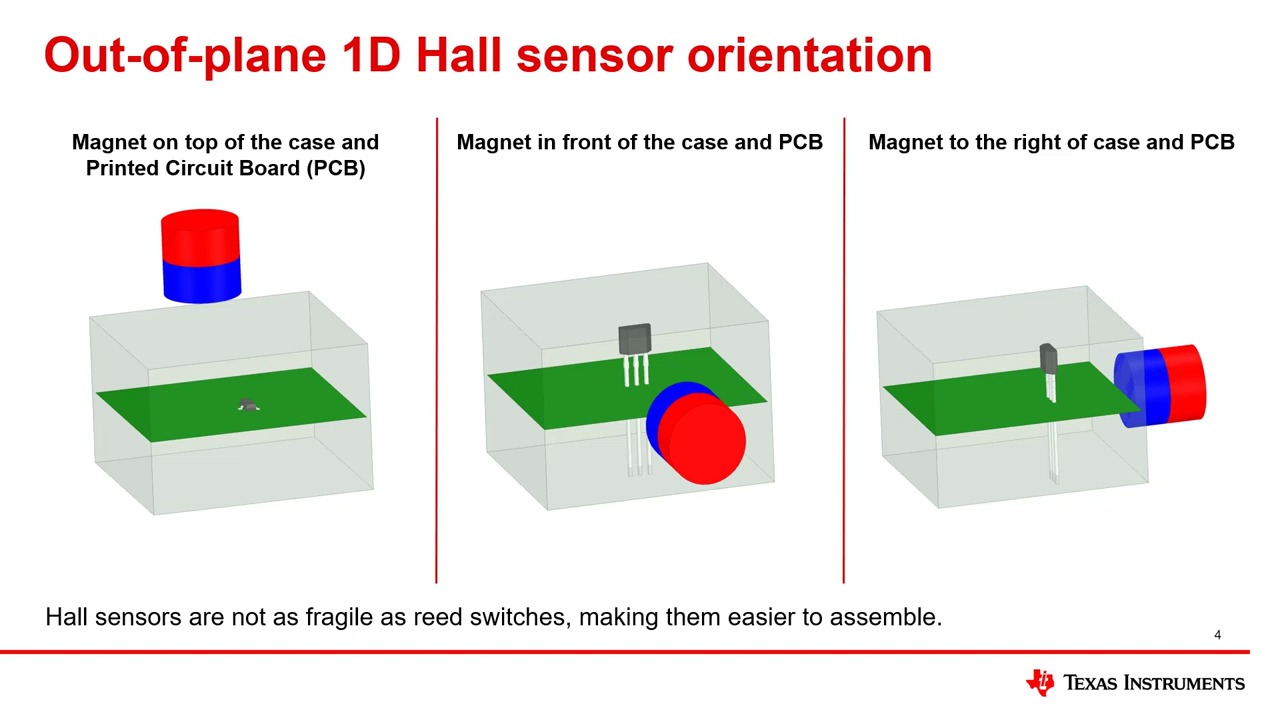 Out-of-plane 1D Hall sensor orientation
Magnet on top of the case and
Printed Circuit Board (PCB)
Magnet in front of the case and PCB
Magnet to the right of case and PCB
Hall sensors are not as fragile as reed switches, making them easier to assemble.
4
TEXAS INSTRUMENTS